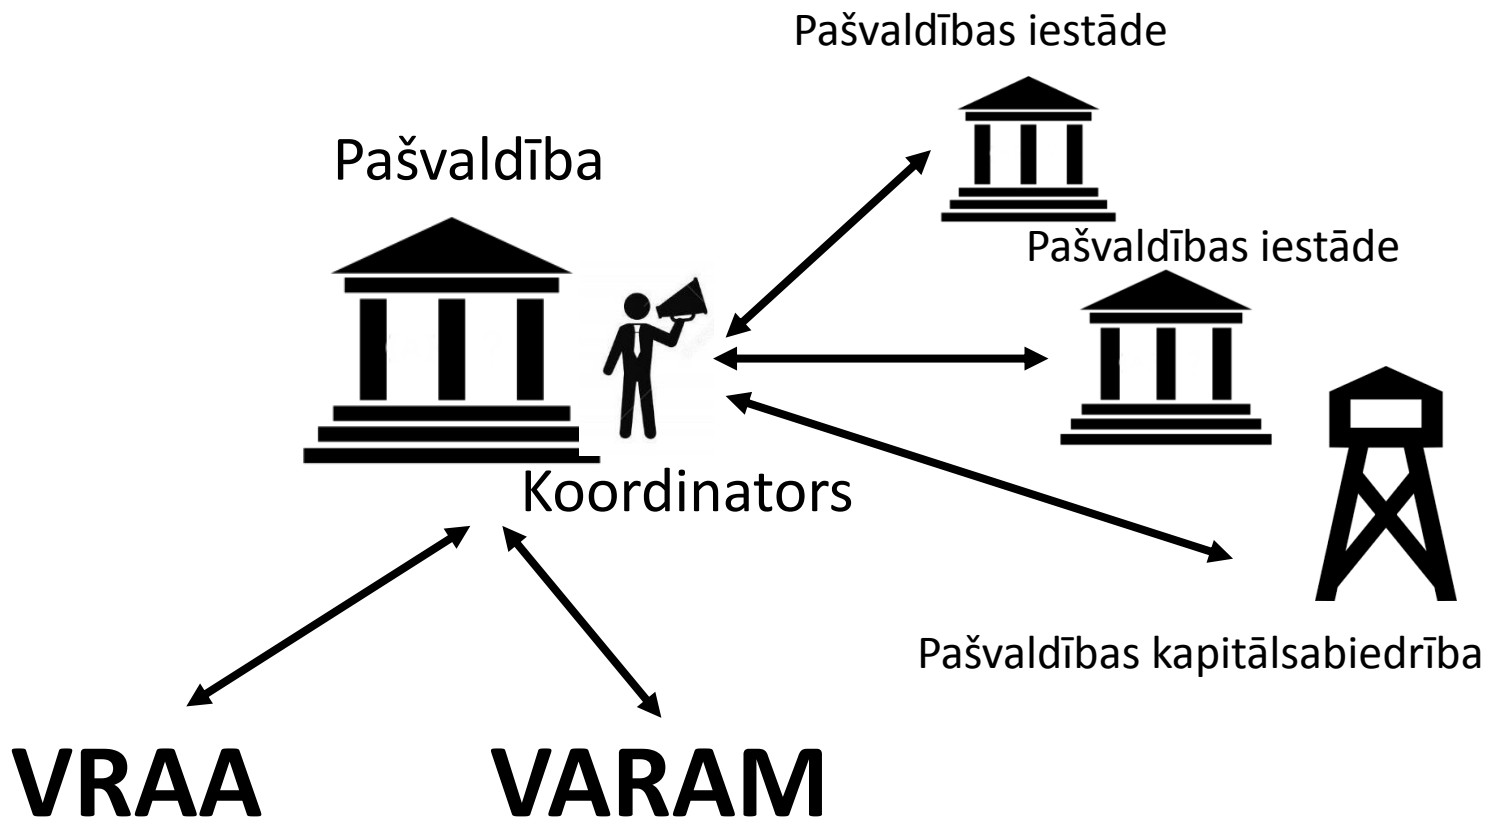 Pašvaldības iestāde
Pašvaldība
Pašvaldības iestāde
Koordinators
Pašvaldības kapitālsabiedrība
VRAA
VARAM